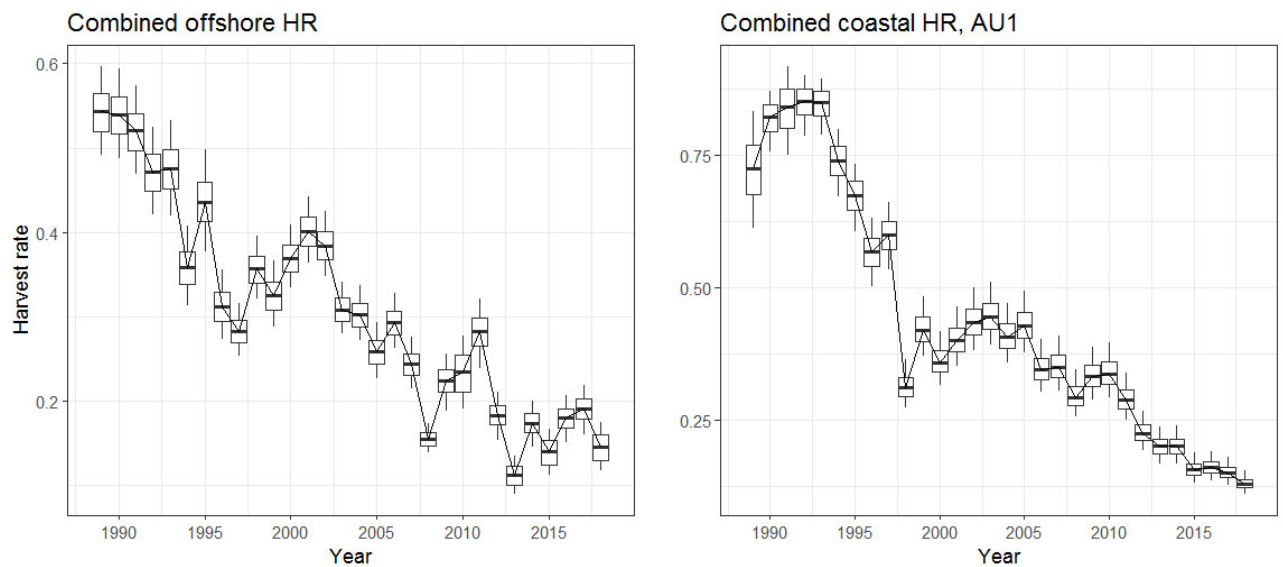 Combined offshore HR
Harvest rate
0.6
0.4
0.2
1990 1995 2000 2005 2010 2015
Year
Combined coastal HR, AU1
0.75
0.50
0.25
1990 1995 2000 2005 2010 2015
Year